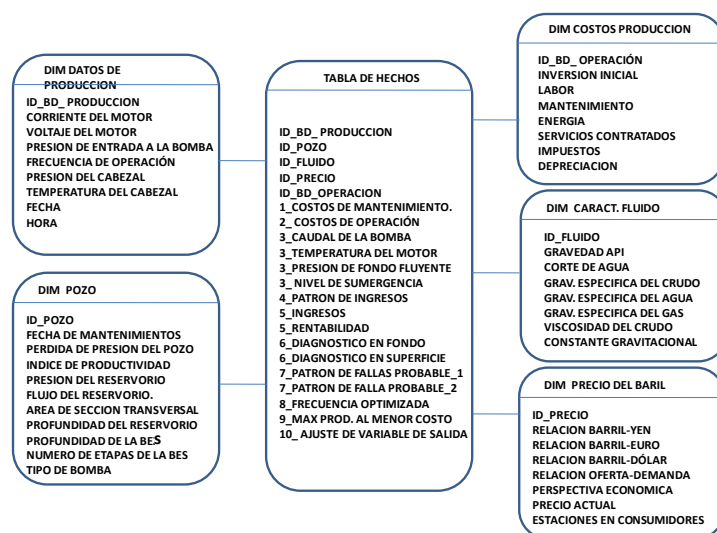 DIM DATOS DE
PRODUCCION
ID_BD_ PRODUCCION
CORRIENTE DEL MOTOR
VOLTAJE DEL MOTOR
PRESION DE ENTRADA A LA BOMBA
FRECUENCIA DE OPERACIÓN
PRESION DEL CABEZAL
TEMPERATURA DEL CABEZAL
FECHA
HORA
DIM POZO
ID_POZO
FECHA DE MANTENIMIENTOS
PERDIDA DE PRESION DEL POZO
INDICE DE PRODUCTIVIDAD
PRESION DEL RESERVORIO
FLUJO DEL RESERVORIO.
AREA DE SECCION TRANSVERSAL
PROFUNDIDAD DEL RESERVORIO
PROFUNDIDAD DE LA BES
NUMERO DE ETAPAS DE LA BES
TIPO DE BOMBA
TABLA DE HECHOS
ID_BD_ PRODUCCION
ID_POZO
ID_FLUIDO
ID_PRECIO
ID_BD_OPERACION
1_COSTOS DE MANTENIMIENTO.
2_ COSTOS DE OPERACIÓN
3_CAUDAL DE LA BOMBA
3_TEMPERATURA DEL MOTOR
3_PRESION DE FONDO FLUYENTE
3_ NIVEL DE SUMERGENCIA
4_PATRON DE INGRESOS
5_INGRESOS
5_RENTABILIDAD
6_DIAGNOSTICO EN FONDO
6_DIAGNOSTICO EN SUPERFICIE
7_PATRON DE FALLAS PROBABLE_1
7_PATRON DE FALLA PROBABLE_2
8_FRECUENCIA OPTIMIZADA
9_MAX PROD. AL MENOR COSTO
10_ AJUSTE DE VARIABLE DE SALIDA
DIM COSTOS PRODUCCION
ID_BD_ OPERACIÓN
INVERSION INICIAL
LABOR
MANTENIMIENTO
ENERGIA
SERVICIOS CONTRATADOS
IMPUESTOS
DEPRECIACION
DIM CARACT. FLUIDO
ID_FLUIDO
GRAVEDAD API
CORTE DE AGUA
GRAV. ESPECIFICA DEL CRUDO
GRAV. ESPECIFICA DEL AGUA
GRAV. ESPECIFICA DEL GAS
VISCOSIDAD DEL CRUDO
CONSTANTE GRAVITACIONAL
DIM PRECIO DEL BARIL
ID_PRECIO
RELACION BARRIL-YEN
RELACION BARRIL-EURO
RELACION BARRIL-DÓLAR
RELACION OFERTA-DEMANDA
PERSPECTIVA ECONOMICA
PRECIO ACTUAL
ESTACIONES EN CONSUMIDORES